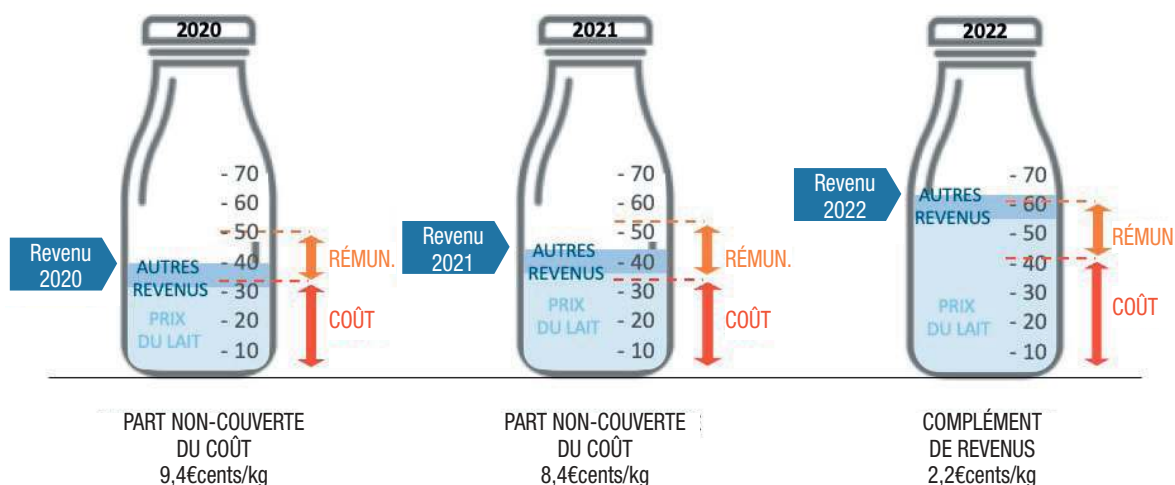 2020
- 70
- 60
- 50
- 40
- 30
- 20
- 10
Revenu
2020
AUTRES
REVENUS
PRIX
DU LAIT
RÉMUN.
COÛT
PART NON-COUVERTE
DU COÛT
9,4€cents/kg
2021
- 70
- 60
- 50
- 40
- 30
- 20
- 10
Revenu
2021
AUTRES
REVENUS
PRIX
DU LAIT
RÉMUN.
COÛT
PART NON-COUVERTE
DU COÛT
8,4€cents/kg
2022
- 70
- 60
- 50
- 40
- 30
- 20
- 10
Revenu
2022
AUTRES
REVENUS
PRIX
DU LAIT
RÉMUN
COÛT
COMPLÉMENT
DE REVENUS
2,2€cents/kg